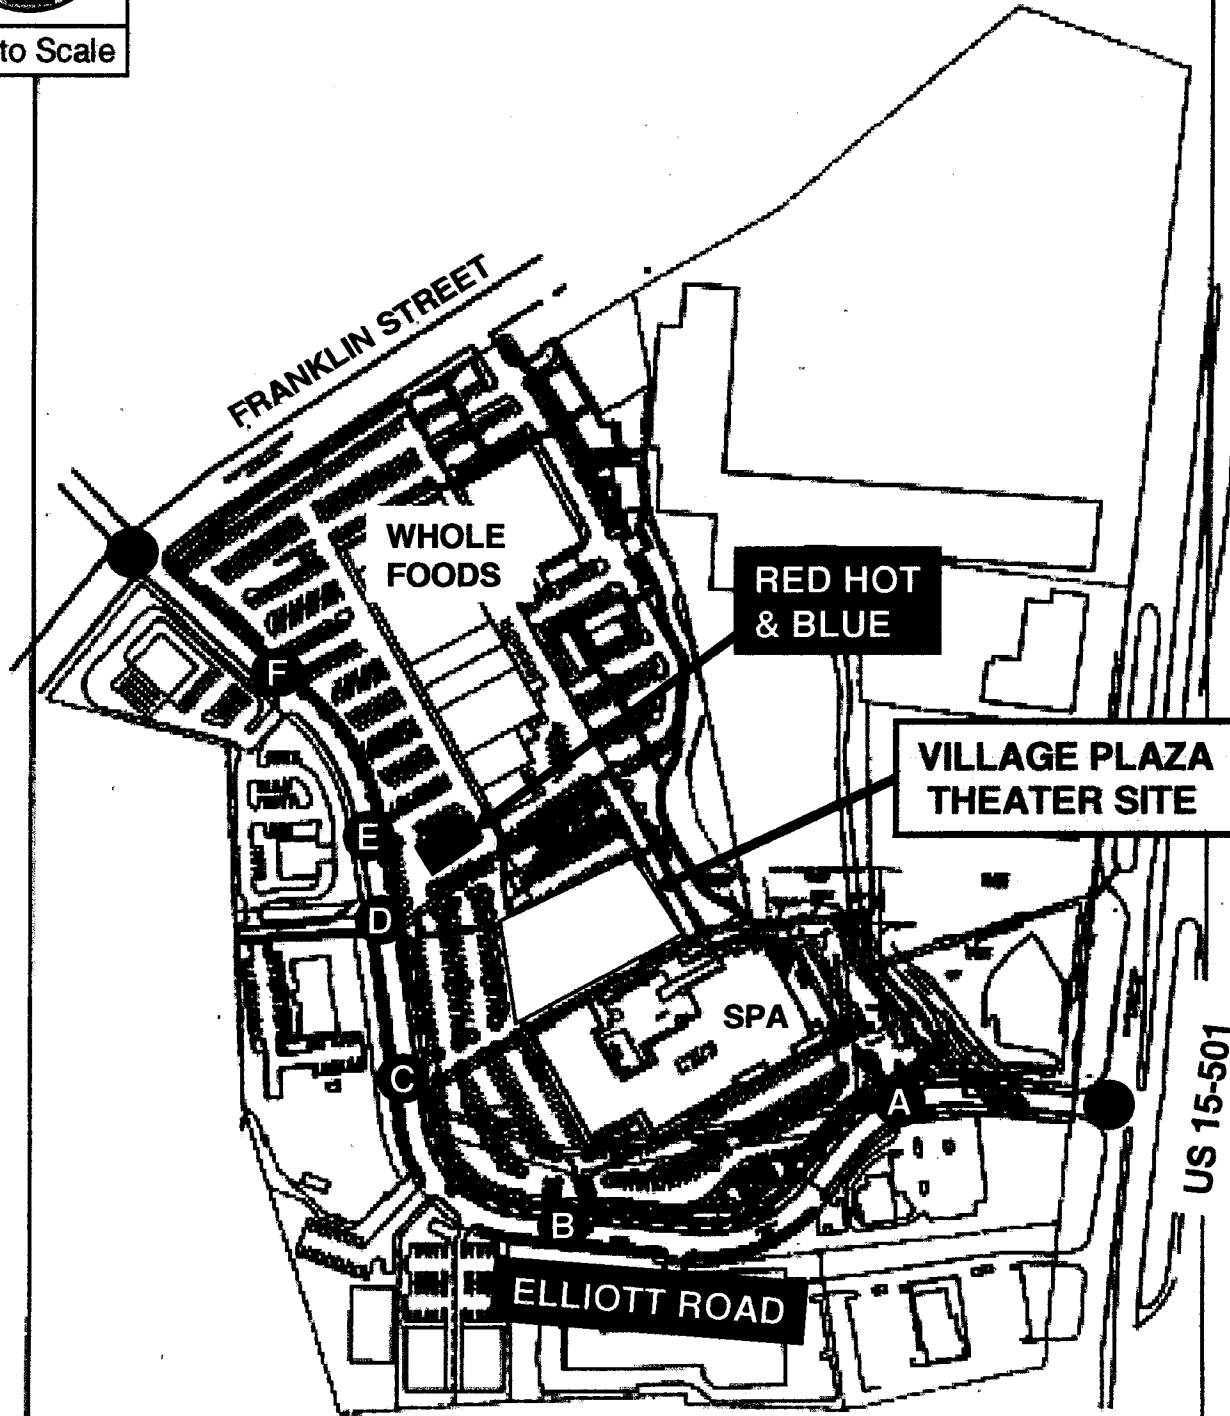 to Scale
FRANKLIN STREET
WHOLE
FOODS
RED HOT
& BLUE
F
VILLAGE PLAZA
THEATER SITE
E
D
SPA
C
A
US 15-501
B
ELLIOTT ROAD